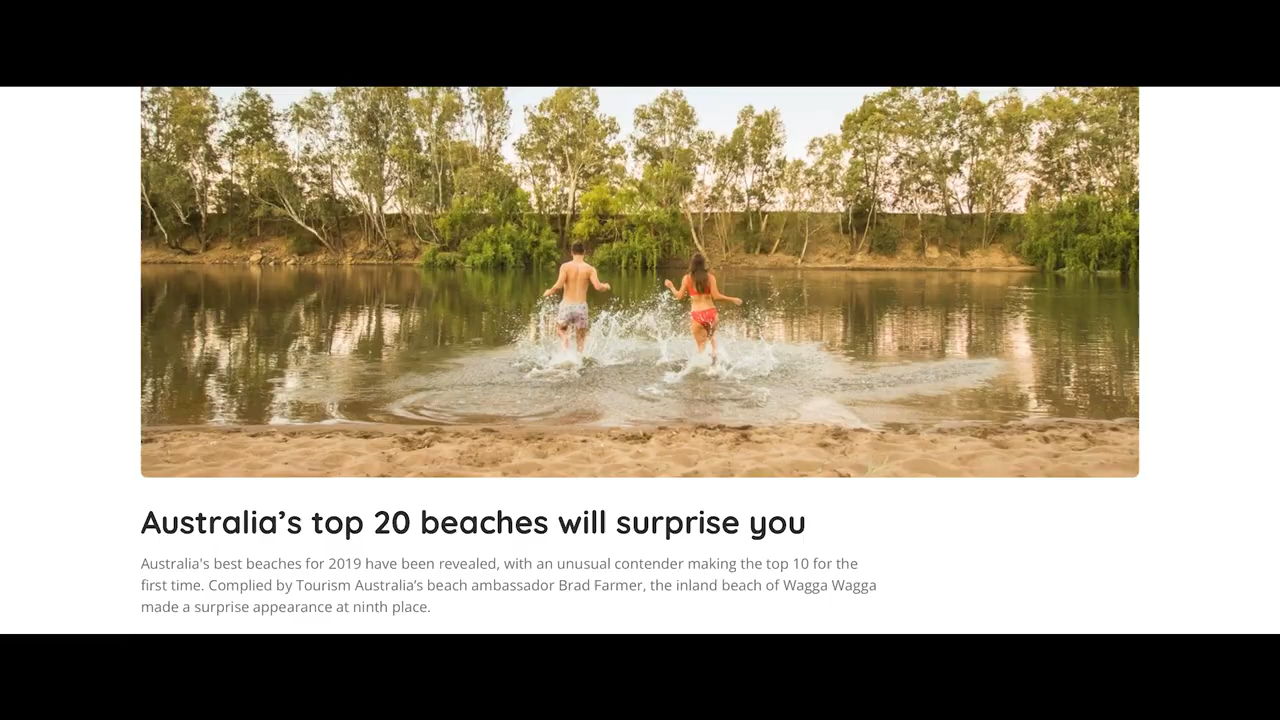 Australia’s top 20 beaches will surprise you
Australia's best beaches for 2019 have been revealed, with an unusual contender making the top 10 for the
first time. Complied by Tourism Australia’s beach ambassador Brad Farmer, the inland beach of Wagga Wagga
made a surprise appearance at ninth place.